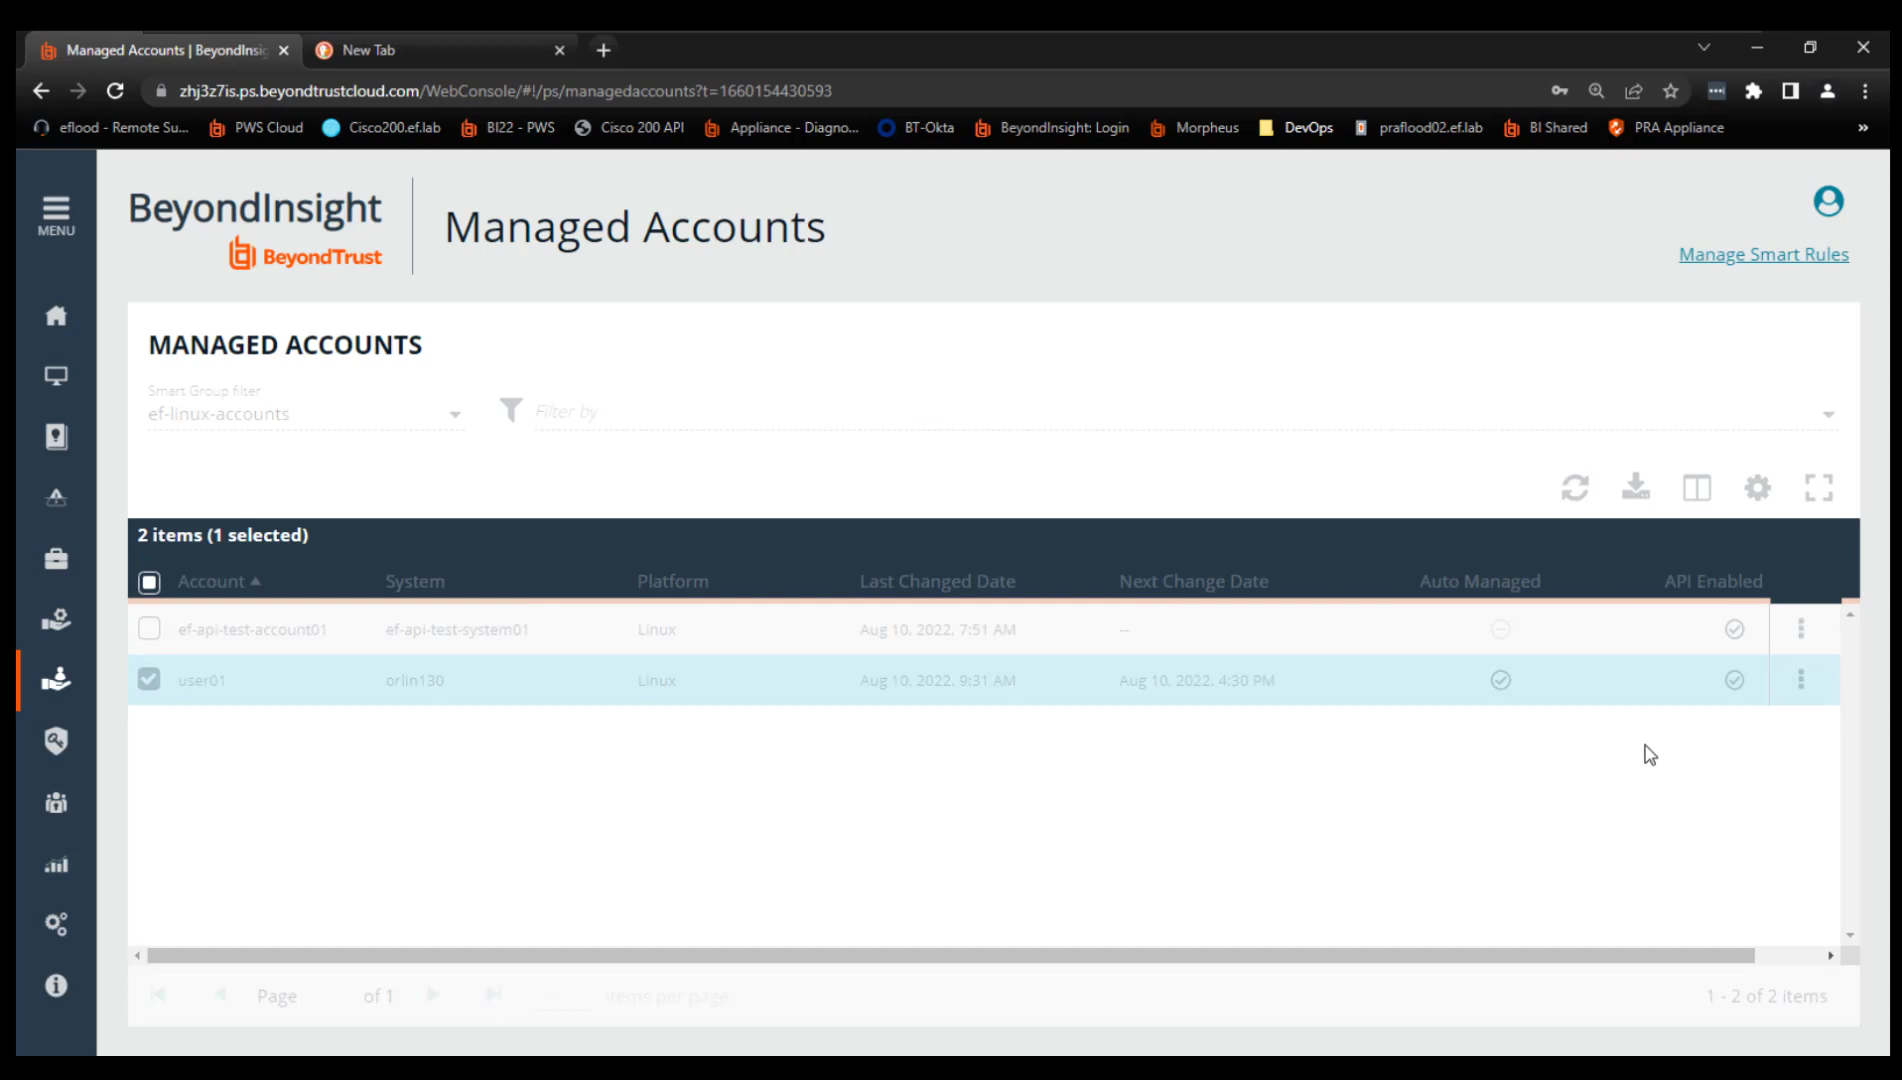 Managed Accounts | BeyondInsig
New Tab
zhj3z7is.ps.beyondtrustcloud.com/WebConsole/#!/ps/managedaccounts?t=1660154430593
eflood - Remote Su...
PWS Cloud
Cisco200.ef.lab
BI22 - PWS
Cisco 200 API
Appliance - Diagno...
BT-Okta
BeyondInsight: Login
Morpheus
DevOps
praflood02.ef.lab
BI Shared
PRA Appliance
»
MENU
BeyondInsight
BeyondTrust
Managed Accounts
Manage Smart Rules
MANAGED ACCOUNTS
Smart Group filter
ef-linux-accounts
Filter by
2 items (1 selected)
Account System Platform Last Changed Date Next Change Date Auto Managed API Enabled
ef-api-test-account01 ef-api-test-system01 Linux Aug 10, 2022, 7:51 AM --
user01 orlin130 Linux Aug 10, 2022, 9:31 AM Aug 10, 2022, 4:30 PM
Page of 1 items per page 1 - 2 of 2 items